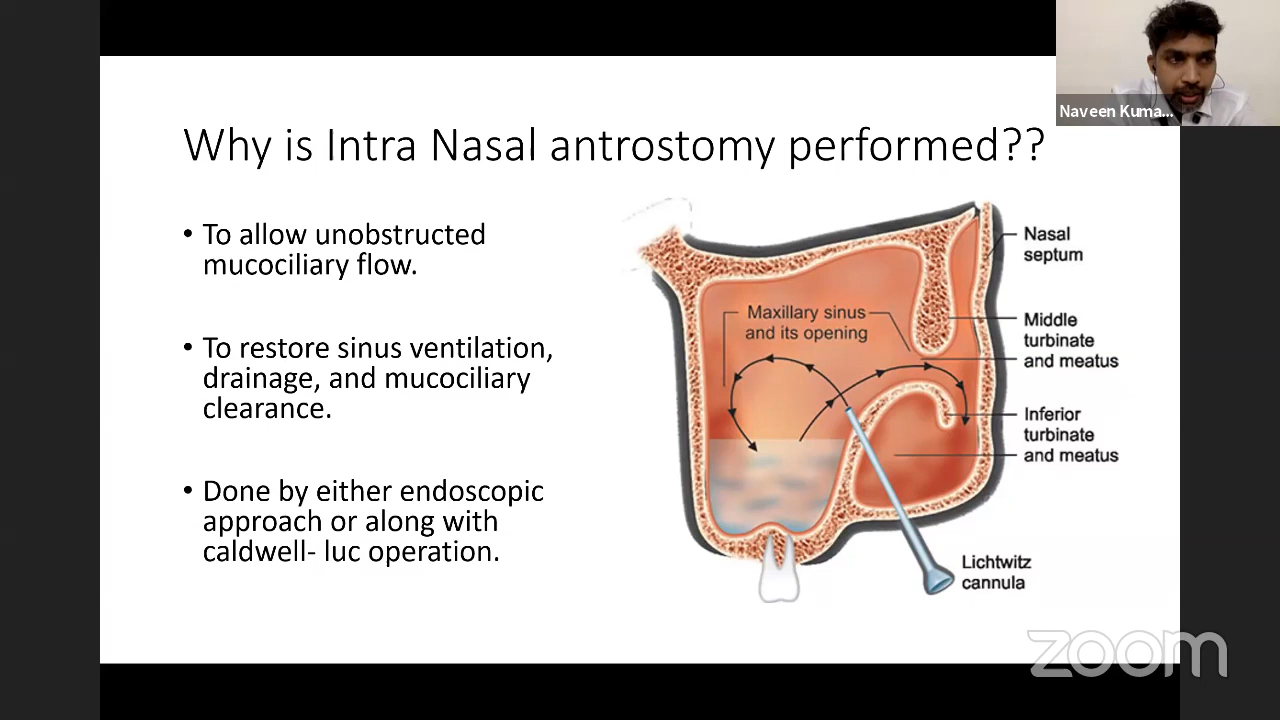 Naveen Kuma...
Why is Intra Nasal antrostomy performed??
• To allow unobstructed
mucociliary flow.
• To restore sinus ventilation,
drainage, and mucociliary
clearance.
• Done by either endoscopic
approach or along with
caldwell- luc operation.
Nasal
septum
Maxillary sinus
and its opening
Middle
turbinate
and meatus
Inferior
turbinate
and meatus
Lichtwitz
cannula
zoom